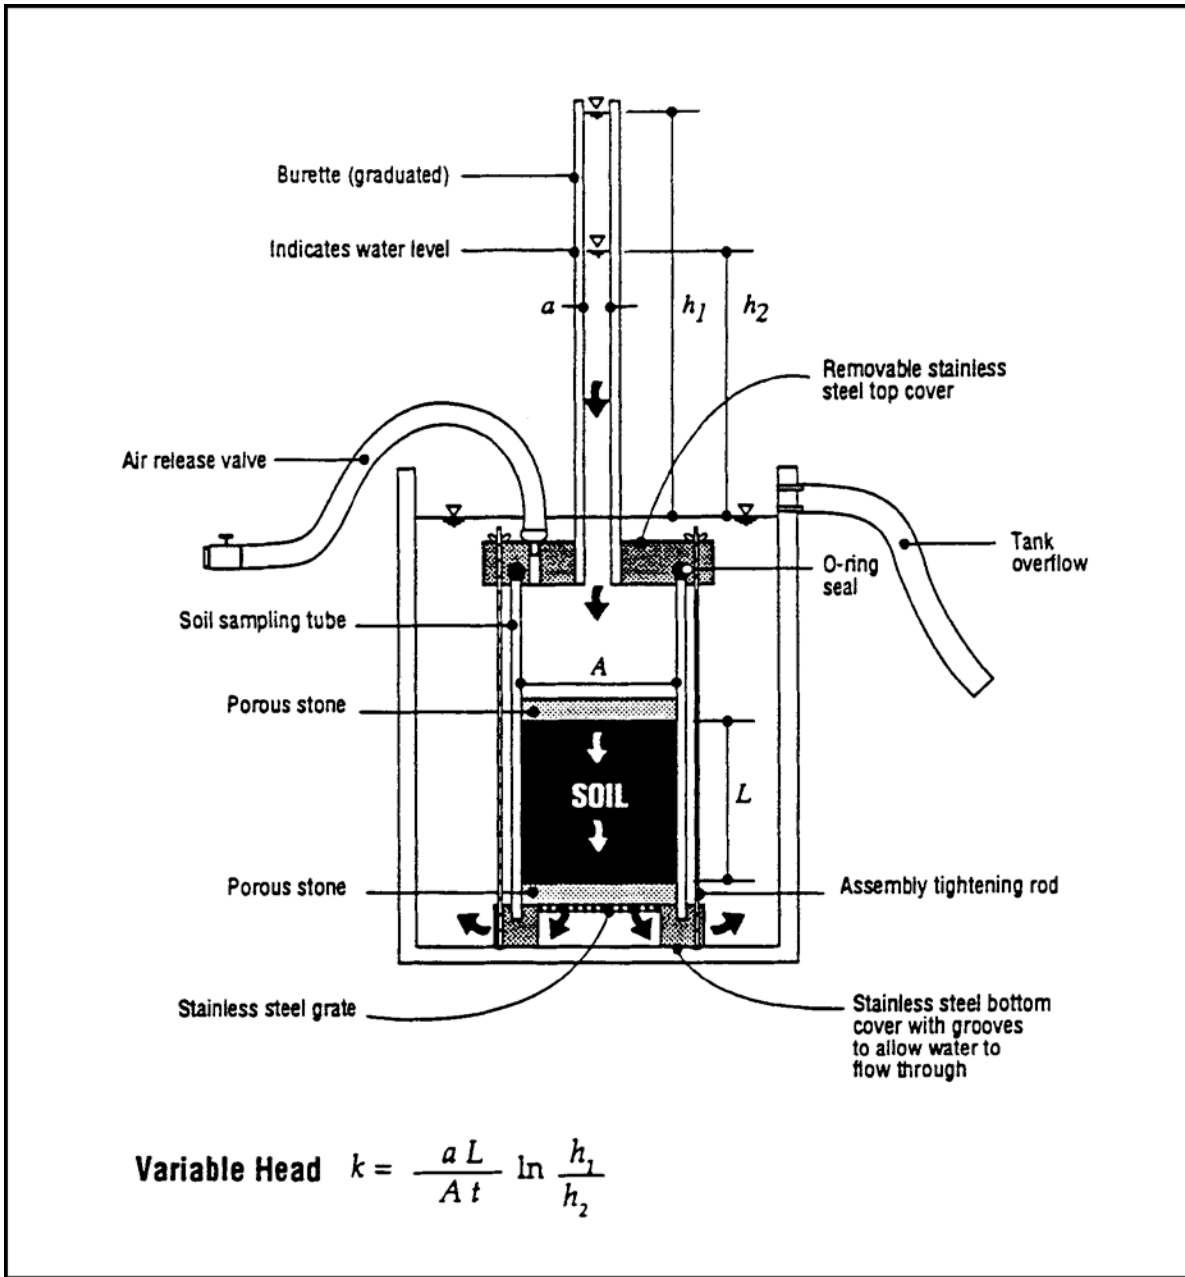 Burette (graduated)
Indicates water level
a
h1
h2
Removable stainless
steel top cover
Air release valve
Tank
overflow
O-ring
seal
Soil sampling tube
A
Porous stone
SOIL
L
Porous stone
Assembly tightening rod
Stainless steel grate
Stainless steel bottom
cover with grooves
to allow water to
flow through
Variable Head k = a L / A t ln h1 / h2